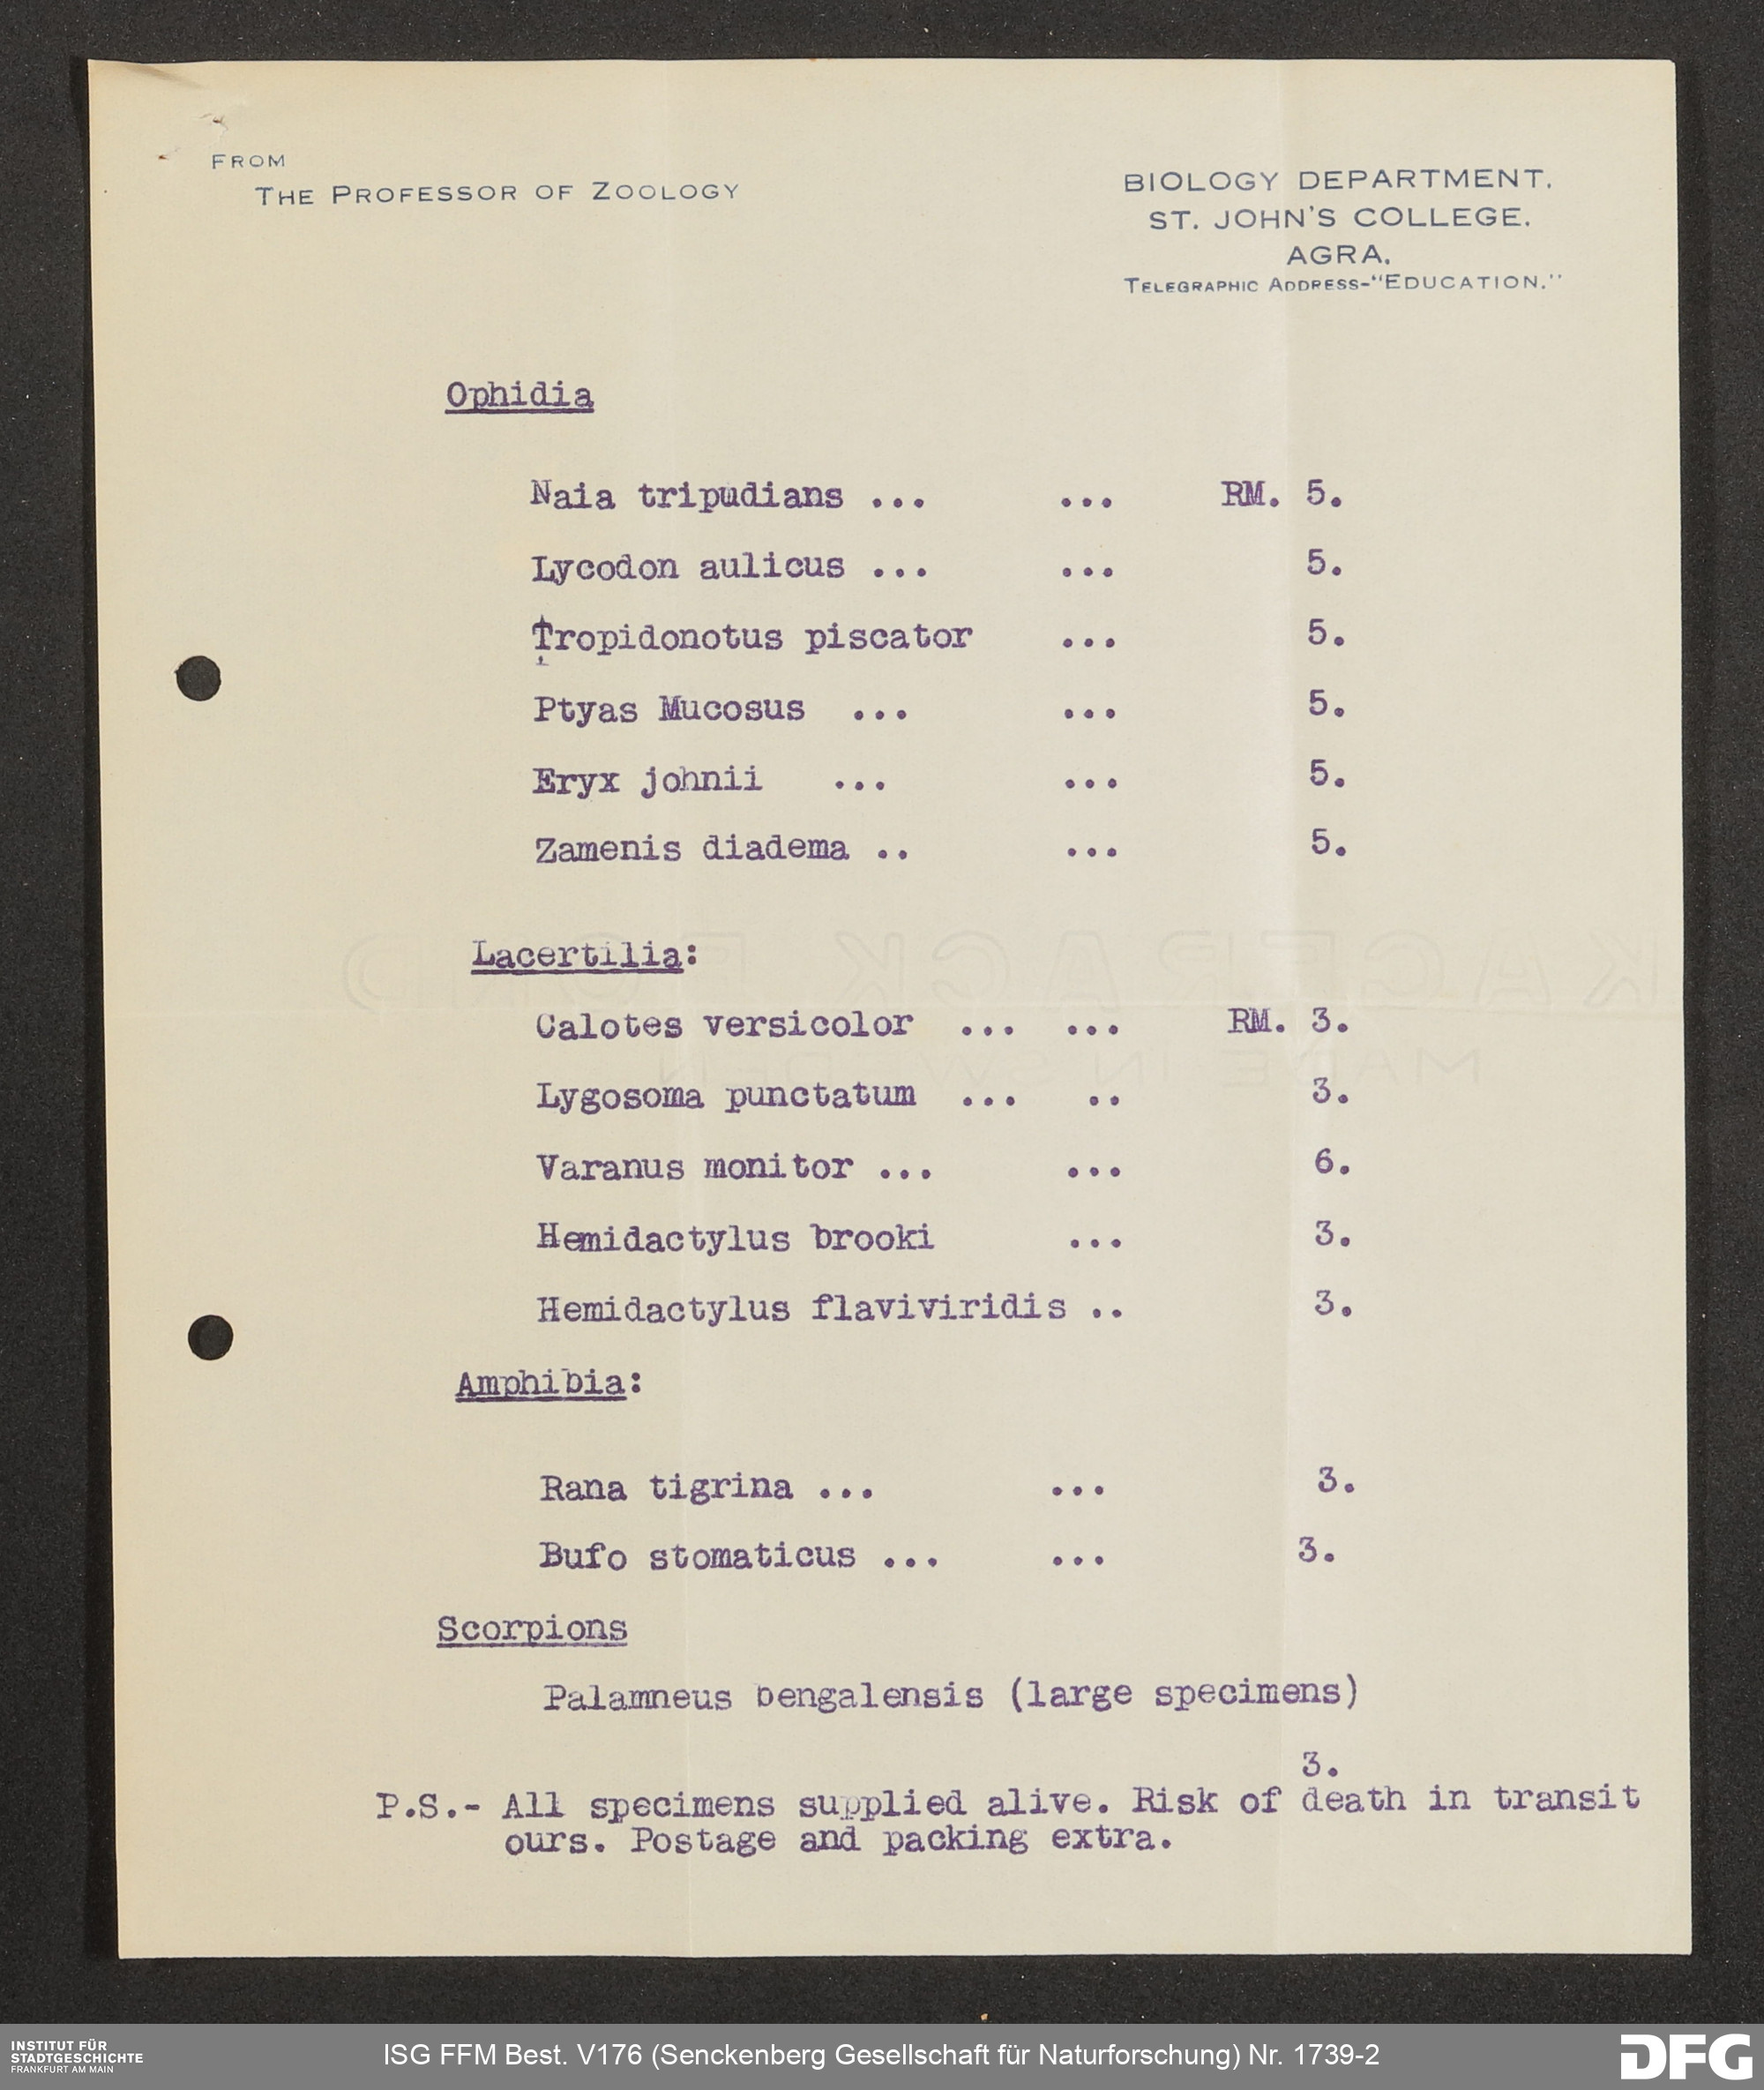 FROM
THE PROFESSOR OF ZOOLOGY
BIOLOGY DEPARTMENT.
ST. JOHN'S COLLEGE.
AGRA.
TELEGRAPHIC ADDRESS-"EDUCATION."
Ophidia
Naia tripudians ... ... RM. 5.
Lycodon aulicus ... ... 5.
Tropidonotus piscator ... 5.
Ptyas Mucosus ... ... 5.
Eryx johnii ... ... 5.
Zamenis diadema .. ... 5.
Lacertilia:
Calotes versicolor ... ... RM. 3.
Lygosoma punctatum ... .. 3.
Varanus monitor ... ... 6.
Hemidactylus brooki ... 3.
Hemidactylus flaviviridis .. 3.
Amphibia:
Rana tigrina ... ... 3.
Bufo stomaticus ... ... 3.
Scorpions
Palamneus bengalensis (large specimens)
3.
P.S.- All specimens supplied alive. Risk of death in transit
ours. Postage and packing extra.
INSTITUT FÜR
STADTGESCHICHTE
FRANKFURT AM MAIN
ISG FFM Best. V176 (Senckenberg Gesellschaft für Naturforschung) Nr. 1739-2
DFG